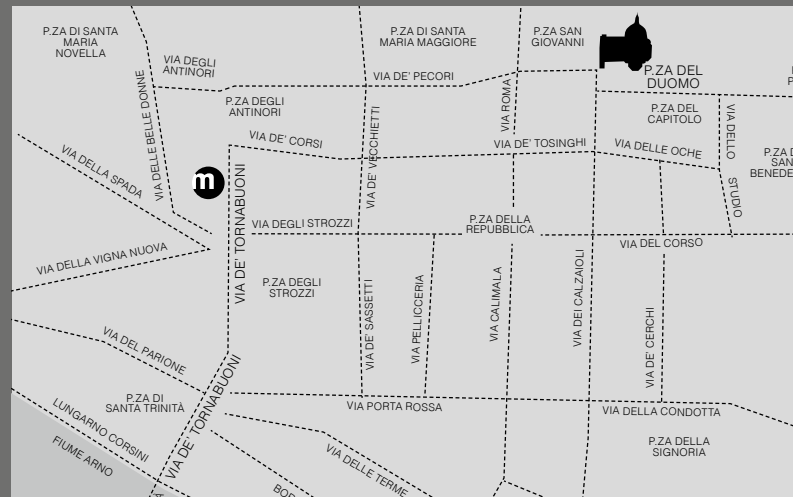 P.ZA DI SANTA
MARIA
NOVELLA
VIA DEGLI
ANTINORI
P.ZA DI SANTA
MARIA MAGGIORE
P.ZA SAN
GIOVANNI
P.ZA DEL
DUOMO
VIA DE' PECORI
VIA DELLE BELLE DONNE
P.ZA DEGLI
ANTINORI
VIA ROMA
P.ZA DEL
CAPITOLO
VIA DELLO
STUDIO
VIA DE' CORSI
VIA DE' VECCHIETTI
VIA DE' TOSINGHI
VIA DELLE OCHE
VIA DELLA SPADA
m
VIA DE' TORNABUONI
VIA DEGLI STROZZI
P.ZA DELLA
REPUBBLICA
VIA DEL CORSO
VIA DELLA VIGNA NUOVA
P.ZA DEGLI
STROZZI
VIA DE' SASSETTI
VIA PELLICCERIA
VIA CALIMALA
VIA DEI CALZAIOLI
VIA DE' CERCHI
VIA DEL PARIONE
P.ZA DI
SANTA TRINITÀ
VIA DE' TORNABUONI
VIA PORTA ROSSA
VIA DELLA CONDOTTA
LUNGARNO CORSINI
FIUME ARNO
VIA DELLE TERME
P.ZA DELLA
SIGNORIA